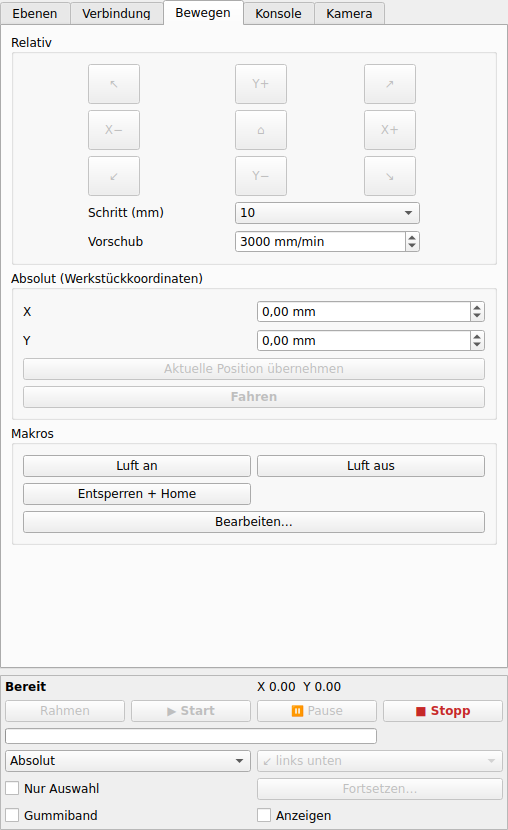 Ebenen Verbindung Bewegen Konsole Kamera
Relativ
↖ Y+ ↗
X− ⌂ X+
↙ Y− ↘
Schritt (mm) 10
Vorschub 3000 mm/min
Absolut (Werkstückkoordinaten)
X 0,00 mm
Y 0,00 mm
Aktuelle Position übernehmen
Fahren
Makros
Luft an Luft aus
Entsperren + Home
Bearbeiten…
Bereit X 0.00 Y 0.00
Rahmen ▶ Start ⏸ Pause ■ Stopp
Absolut ↙ links unten
Nur Auswahl Fortsetzen…
Gummiband Anzeigen